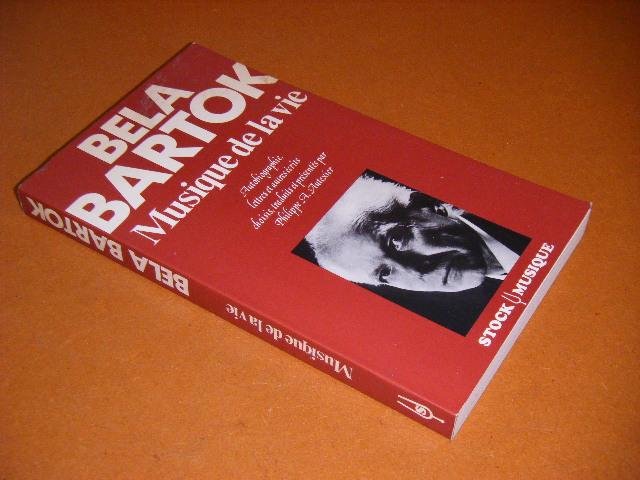 BELA
BARTOK
Musique de la vie
Autobiographie,
lettres et autres écrits
choisis, traduits et présentés par
Philippe A. Autexier
STOCK MUSIQUE
BELA BARTOK
Musique de la vie